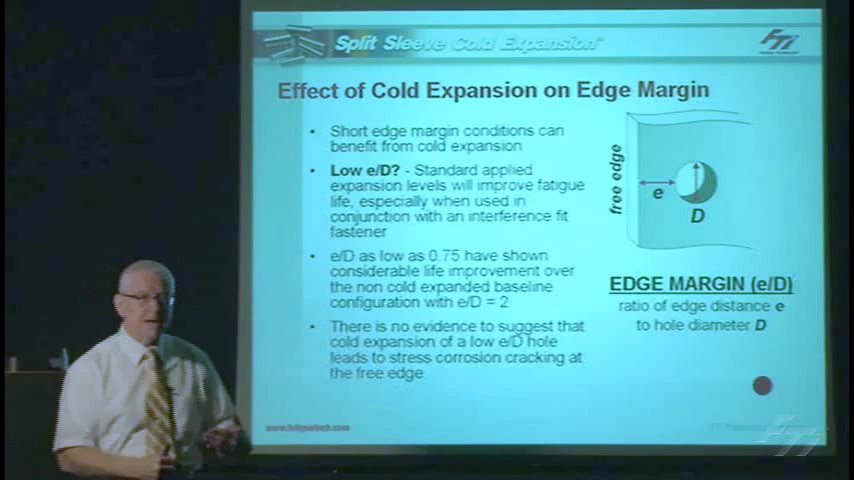 Split Sleeve Cold Expansion
FTi
Effect of Cold Expansion on Edge Margin
• Short edge margin conditions can
benefit from cold expansion
• Low e/D? - Standard applied
expansion levels will improve fatigue
life, especially when used in
conjunction with an interference fit
fastener
• e/D as low as 0.75 have shown
considerable life improvement over
the non cold expanded baseline
configuration with e/D = 2
• There is no evidence to suggest that
cold expansion of a low e/D hole
leads to stress corrosion cracking at
the free edge
free edge
e
D
EDGE MARGIN (e/D)
ratio of edge distance e
to hole diameter D
FTi